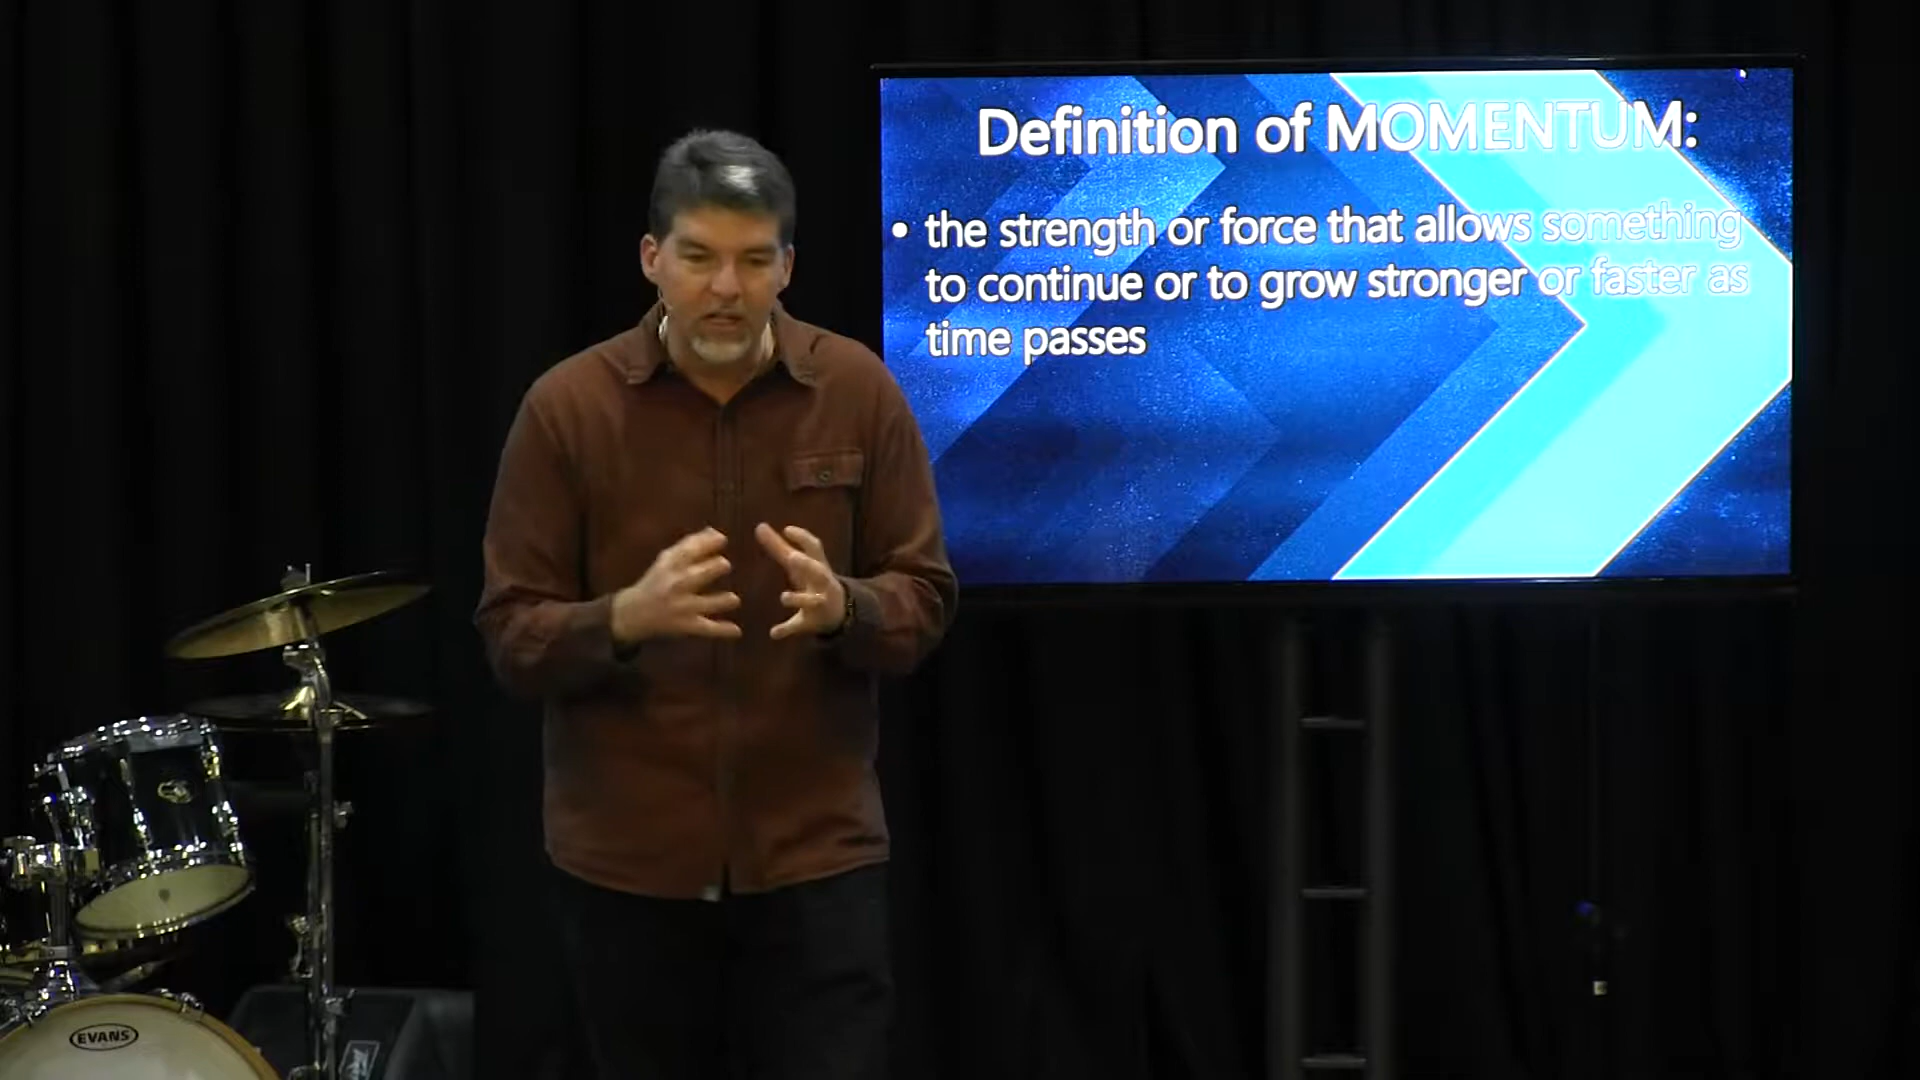 Definition of MOMENTUM:
• the strength or force that allows something
to continue or to grow stronger or faster as
time passes
EVANS